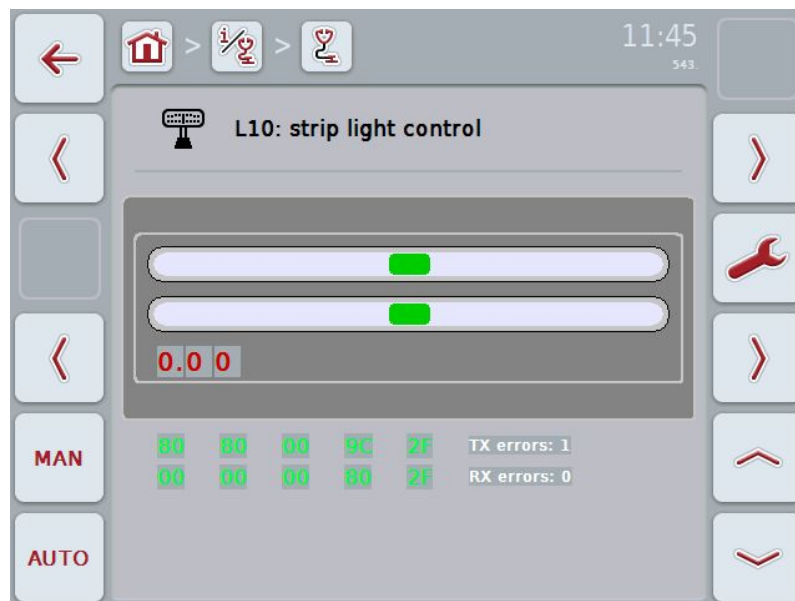 > i/ >
11:45
543.
L10: strip light control
0.0 0
80 80 00 9C 2F TX errors: 1
00 00 00 80 2F RX errors: 0
MAN
AUTO